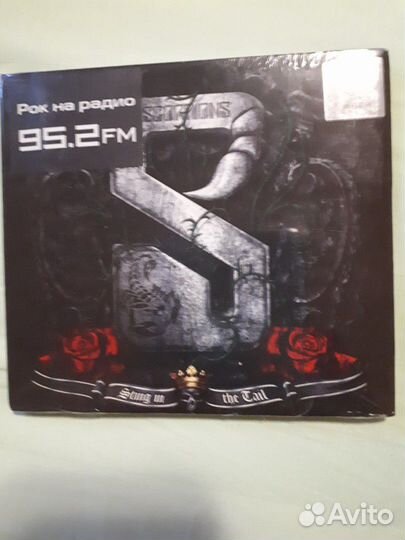 Рок на радио
95.2FM
SCORPIONS
Sting in
the Tail
Avito